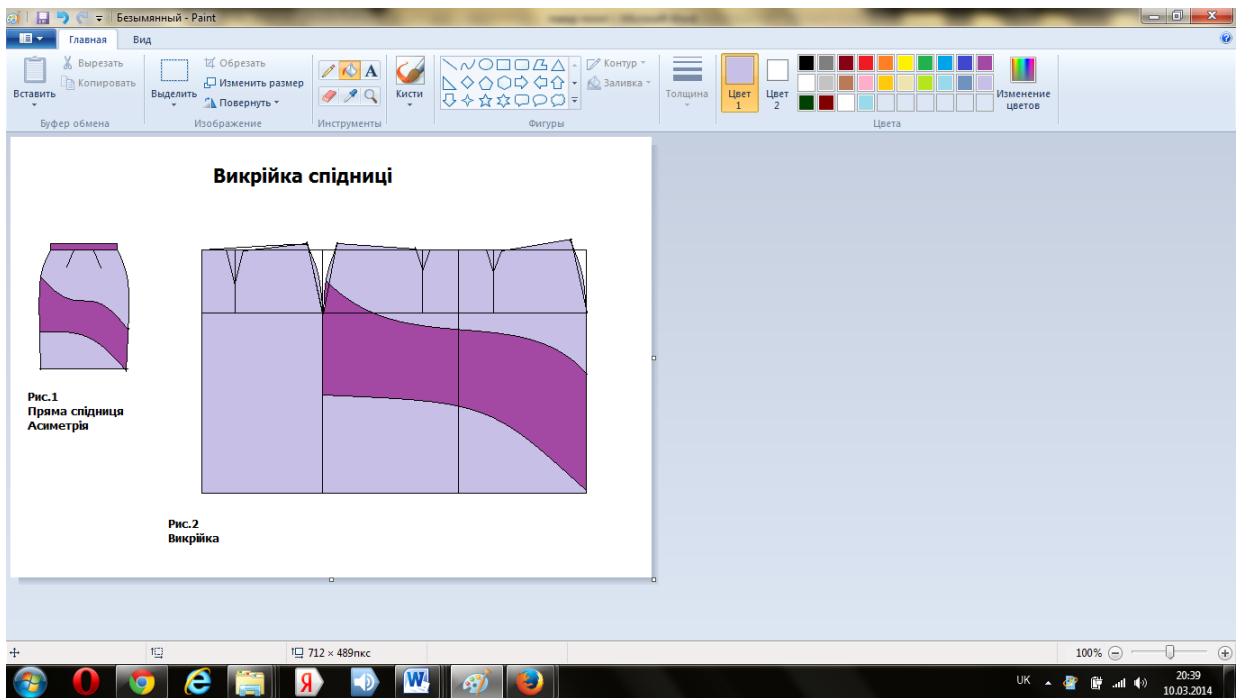 Безымянный - Paint
Главная Вид
Вставить
Вырезать
Копировать
Буфер обмена
Выделить
Обрезать
Изменить размер
Повернуть
Изображение
A
Инструменты
Кисти
Контур
Заливка
Фигуры
Толщина
Цвет
1
Цвет
2
Изменение
цветов
Цвета
Викрійка спідниці
Рис.1
Пряма спідниця
Асиметрія
Рис.2
Викрійка
712 × 489пкс
100%
UK
20:39
10.03.2014